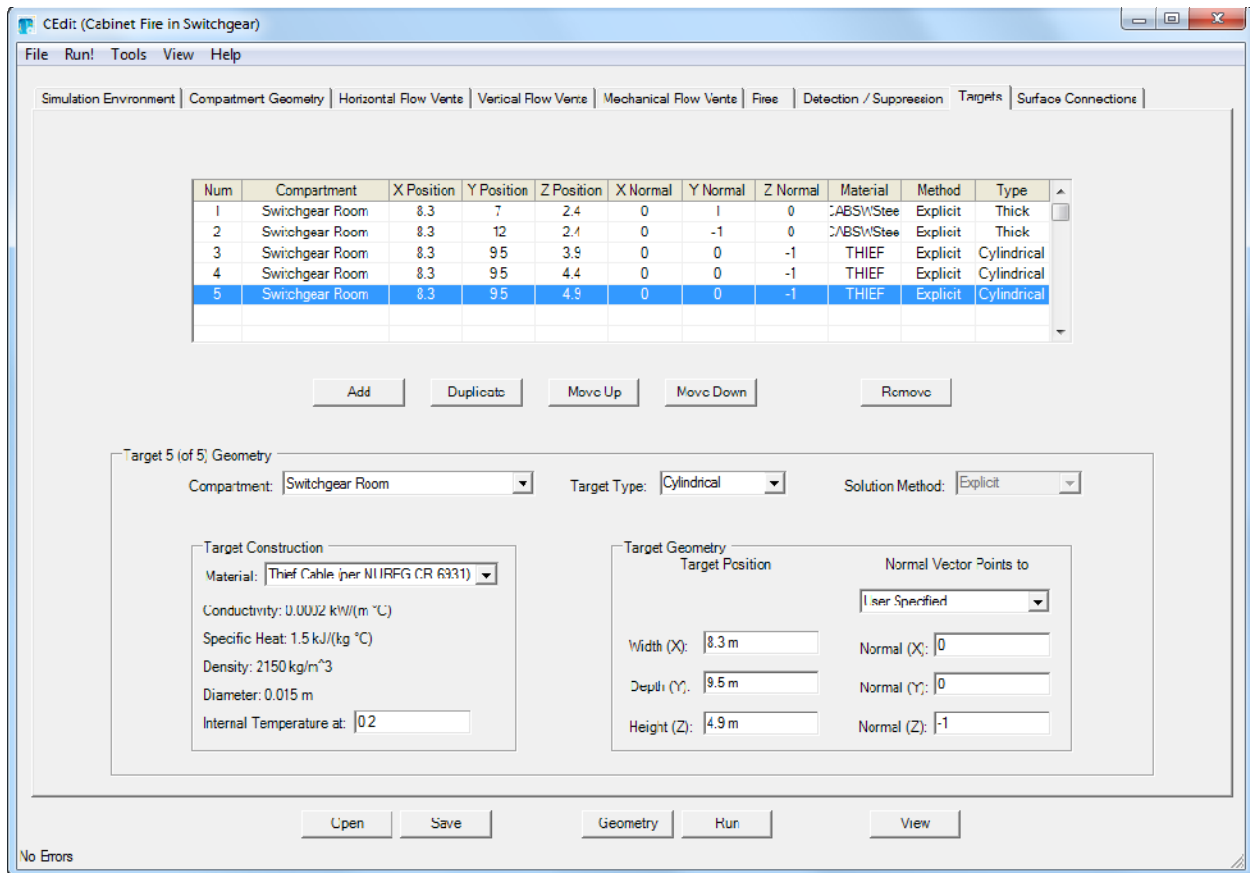 CEdit (Cabinet Fire in Switchgear)
File Run! Tools View Help
Simulation Environment Compartment Geometry Horizontal Flow Vents Vertical Flow Vents Mechanical Flow Vents Fires Detection / Suppression Targets Surface Connections
Num Compartment X Position Y Position Z Position X Normal Y Normal Z Normal Material Method Type
1 Switchgear Room 8.3 7 2.4 0 1 0 CABSWStee Explicit Thick
2 Switchgear Room 8.3 12 2.4 0 -1 0 CABSWStee Explicit Thick
3 Switchgear Room 8.3 9.5 3.9 0 0 -1 THIEF Explicit Cylindrical
4 Switchgear Room 8.3 9.5 4.4 0 0 -1 THIEF Explicit Cylindrical
5 Switchgear Room 8.3 9.5 4.9 0 0 -1 THIEF Explicit Cylindrical
Add Duplicate Move Up Move Down Remove
Target 5 (of 5) Geometry
Compartment: Switchgear Room Target Type: Cylindrical Solution Method: Explicit
Target Construction
Material: Thief Cable (per NUREG CR 6931)
Conductivity: 0.0002 kW/(m °C)
Specific Heat: 1.5 kJ/(kg °C)
Density: 2150 kg/m^3
Diameter: 0.015 m
Internal Temperature at: 0.2
Target Geometry
Target Position Normal Vector Points to
User Specified
Width (X): 8.3 m Normal (X): 0
Depth (Y): 9.5 m Normal (Y): 0
Height (Z): 4.9 m Normal (Z): -1
Open Save Geometry Run View
No Errors